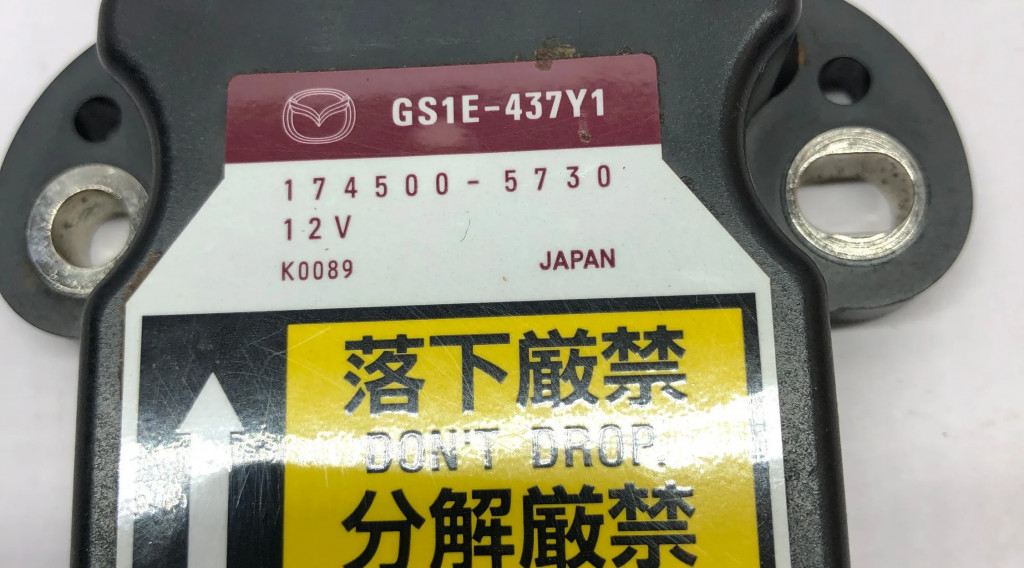 GS1E-437Y1
174500-5730
12V
K0089 JAPAN
落下厳禁
DON'T DROP.
分解厳禁